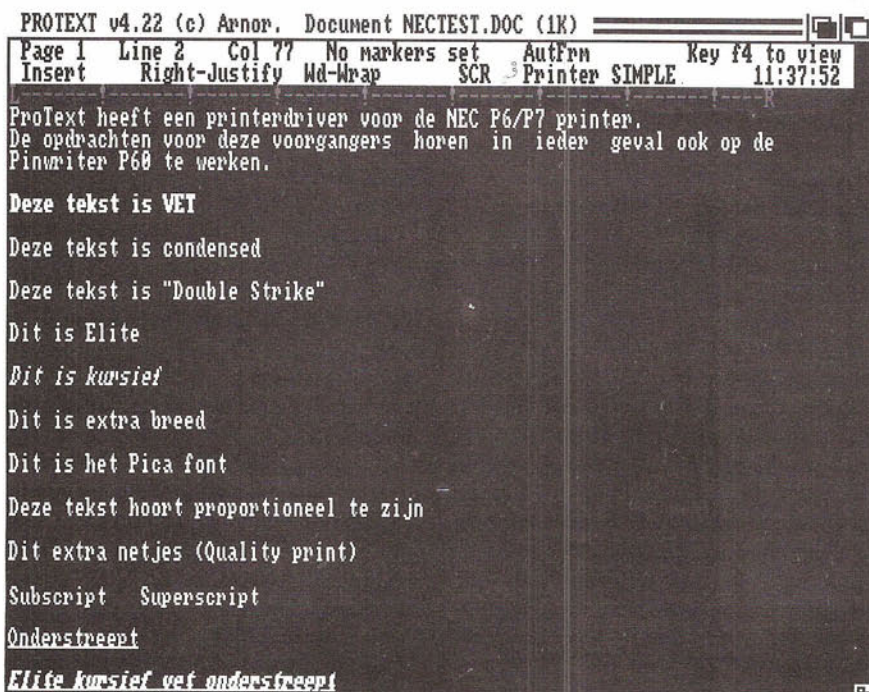 PROTEXT v4.22 (c) Arnor. Document NECTEST.DOC (1K)
Page 1 Line 2 Col 77 No markers set AutFrm Key f4 to view
Insert Right-Justify Wd-Wrap SCR Printer SIMPLE 11:37:52
ProText heeft een printerdriver voor de NEC P6/P7 printer.
De opdrachten voor deze voorgangers horen in ieder geval ook op de
Pinwriter P60 te werken.
Deze tekst is VET
Deze tekst is condensed
Deze tekst is "Double Strike"
Dit is Elite
Dit is kursief
Dit is extra breed
Dit is het Pica font
Deze tekst hoort proportioneel te zijn
Dit extra netjes (Quality print)
Subscript Superscript
Onderstreept
Elite kursief vet onderstreept